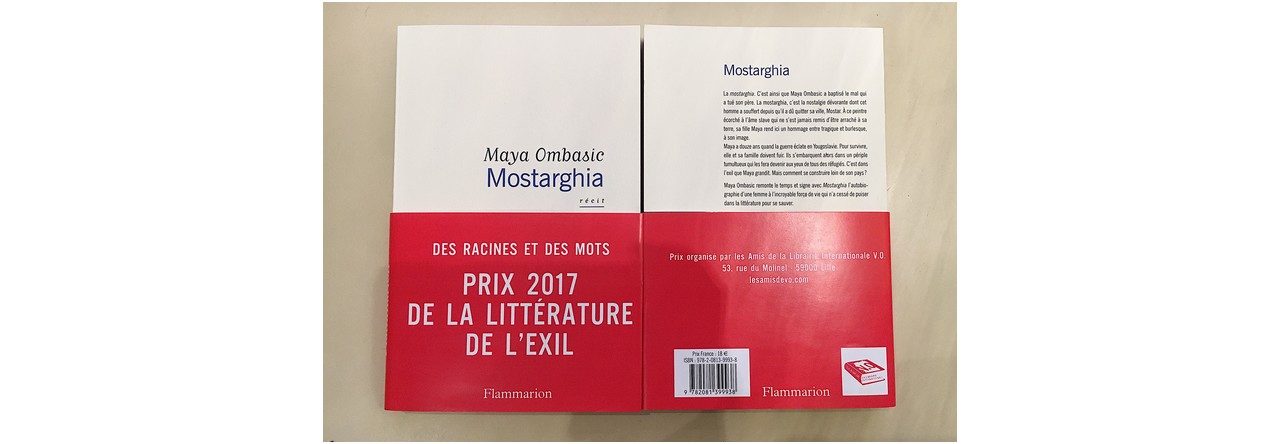 Maya Ombasic
Mostarghia
récit
DES RACINES ET DES MOTS
PRIX 2017
DE LA LITTÉRATURE
DE L'EXIL
Flammarion
Mostarghia
La mostarghia. C'est ainsi que Maya Ombasic a baptisé le mal qui
a tué son père. La mostarghia, c'est la nostalgie dévorante dont cet
homme a souffert depuis qu'il a dû quitter sa ville, Mostar. À ce peintre
écorché à l'âme slave qui ne s'est jamais remis d'être arraché à sa
terre, sa fille Maya rend ici un hommage entre tragique et burlesque,
à son image.
Maya a douze ans quand la guerre éclate en Yougoslavie. Pour survivre,
elle et sa famille doivent fuir. Ils s'embarquent alors dans un périple
tumultueux qui les fera devenir aux yeux de tous des réfugiés. C'est dans
l'exil que Maya grandit. Mais comment se construire loin de son pays ?
Maya Ombasic remonte le temps et signe avec Mostarghia l'autobio-
graphie d'une femme à l'incroyable force de vie qui n'a cessé de puiser
dans la littérature pour se sauver.
Prix organisé par les Amis de la Librairie Internationale V.O.
53, rue du Molinel 59000 Lille
lesamisdevo.com
Prix France : 18 €
ISBN : 978-2-0813-9993-8
9 782081 399938
Flammarion